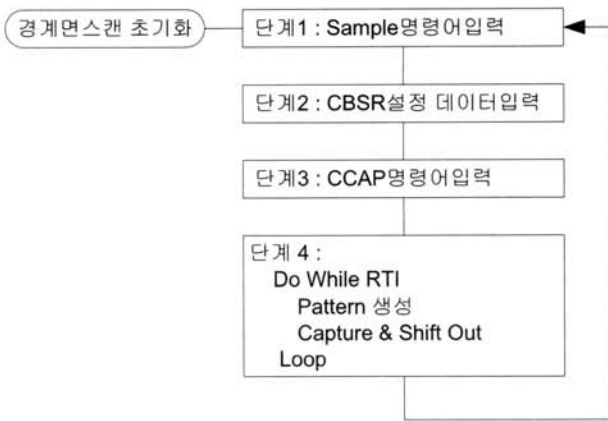 경계면스캔 초기화
단계1 : Sample명령어입력
단계2 : CBSR설정 데이터입력
단계3 : CCAP명령어입력
단계 4 :
Do While RTI
Pattern 생성
Capture & Shift Out
Loop